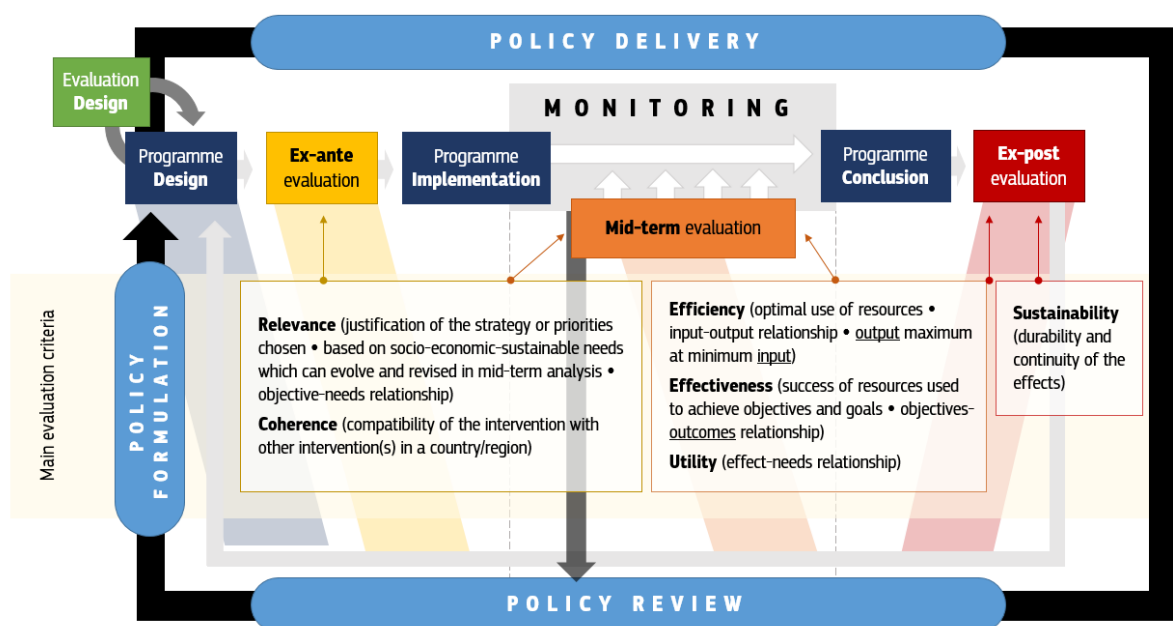 POLICY DELIVERY
Evaluation
Design
MONITORING
Programme
Design
Ex-ante
evaluation
Programme
Implementation
Programme
Conclusion
Ex-post
evaluation
Mid-term evaluation
Main evaluation criteria
POLICY
FORMULATION
Relevance (justification of the strategy or priorities
chosen • based on socio-economic-sustainable needs
which can evolve and revised in mid-term analysis •
objective-needs relationship)
Coherence (compatibility of the intervention with
other intervention(s) in a country/region)
Efficiency (optimal use of resources •
input-output relationship • output maximum
at minimum input)
Effectiveness (success of resources used
to achieve objectives and goals • objectives-
outcomes relationship)
Utility (effect-needs relationship)
Sustainability
(durability and
continuity of the
effects)
POLICY REVIEW